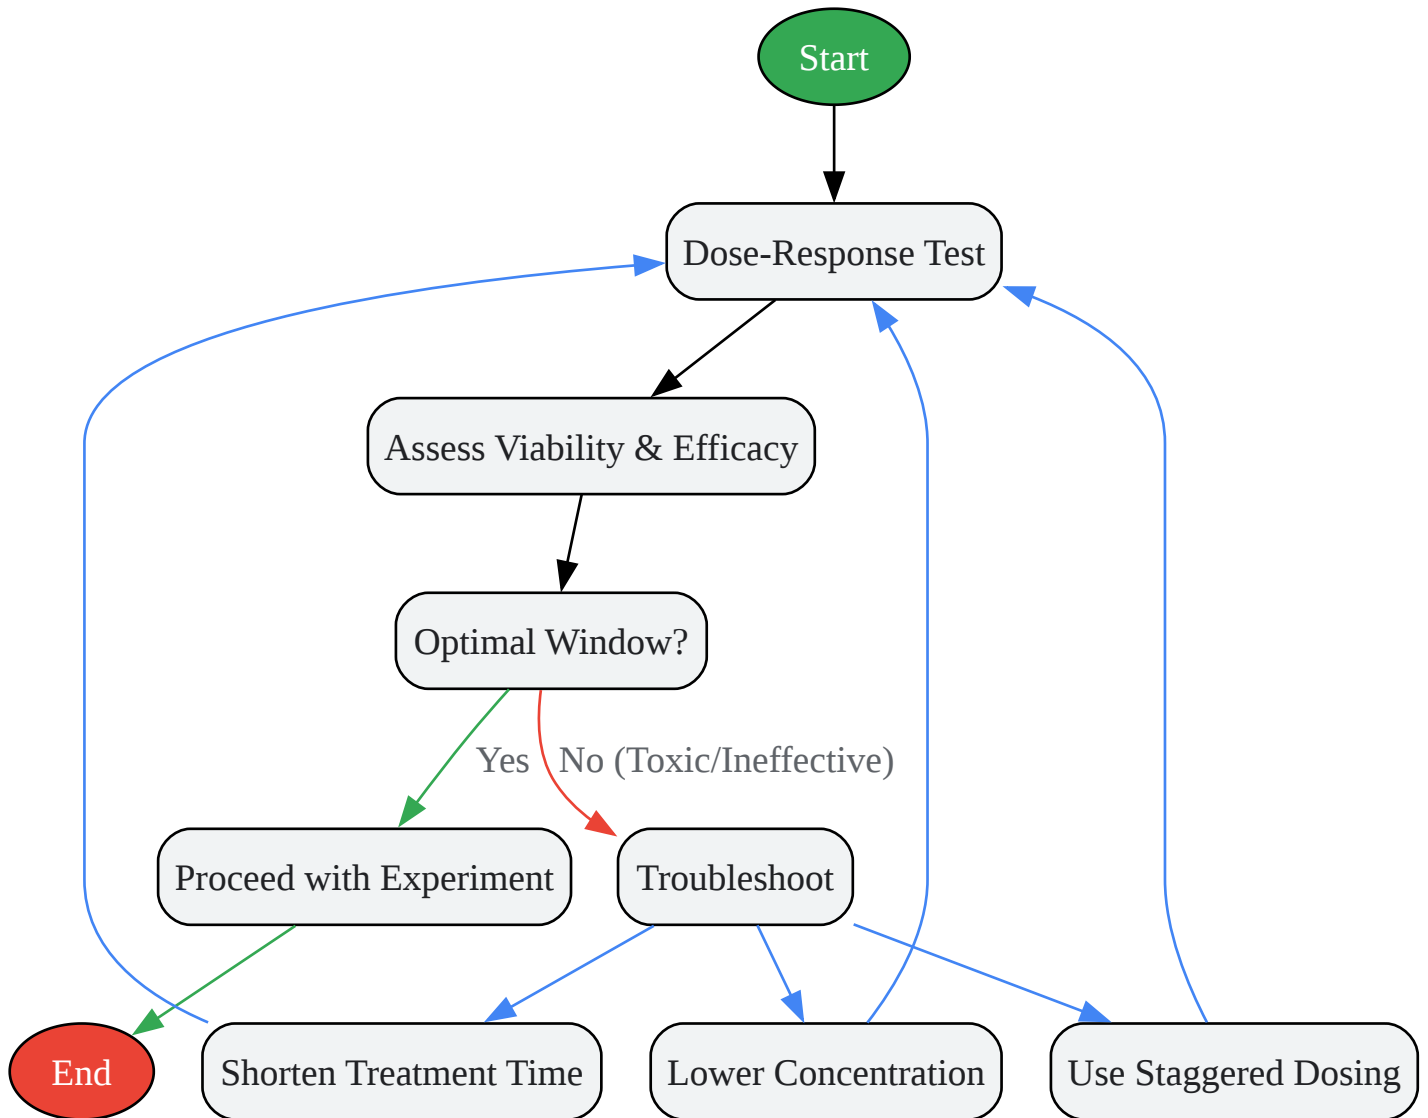 Start
Dose-Response Test
Assess Viability & Efficacy
Optimal Window?
Yes
No (Toxic/Ineffective)
Proceed with Experiment
Troubleshoot
End
Shorten Treatment Time
Lower Concentration
Use Staggered Dosing